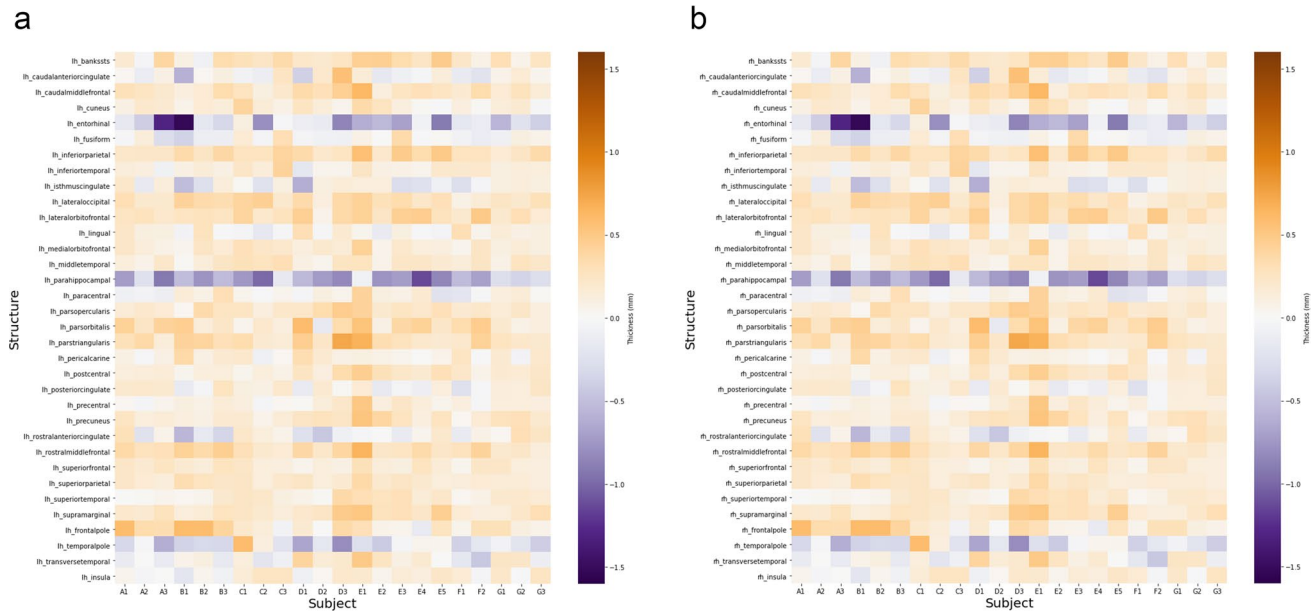 a
b
lh_bankssts
lh_caudalanteriorcingulate
lh_caudalmiddlefrontal
lh_cuneus
lh_entorhinal
lh_fusiform
lh_inferiorparietal
lh_inferiortemporal
lh_isthmuscingulate
lh_lateraloccipital
lh_lateralorbitofrontal
lh_lingual
lh_medialorbitofrontal
lh_middletemporal
lh_parahippocampal
lh_paracentral
lh_parsopercularis
lh_parsorbitalis
lh_parstriangularis
lh_pericalcarine
lh_postcentral
lh_posteriorcingulate
lh_precentral
lh_precuneus
lh_rostralanteriorcingulate
lh_rostralmiddlefrontal
lh_superiorfrontal
lh_superiorparietal
lh_superiortemporal
lh_supramarginal
lh_frontalpole
lh_temporalpole
lh_transversetemporal
lh_insula
Structure
A1 A2 A3 B1 B2 B3 C1 C2 C3 D1 D2 D3 E1 E2 E3 E4 E5 F1 F2 G1 G2 G3
Subject
1.5
1.0
0.5
0.0
−0.5
−1.0
−1.5
Thickness (mm)
rh_bankssts
rh_caudalanteriorcingulate
rh_caudalmiddlefrontal
rh_cuneus
rh_entorhinal
rh_fusiform
rh_inferiorparietal
rh_inferiortemporal
rh_isthmuscingulate
rh_lateraloccipital
rh_lateralorbitofrontal
rh_lingual
rh_medialorbitofrontal
rh_middletemporal
rh_parahippocampal
rh_paracentral
rh_parsopercularis
rh_parsorbitalis
rh_parstriangularis
rh_pericalcarine
rh_postcentral
rh_posteriorcingulate
rh_precentral
rh_precuneus
rh_rostralanteriorcingulate
rh_rostralmiddlefrontal
rh_superiorfrontal
rh_superiorparietal
rh_superiortemporal
rh_supramarginal
rh_frontalpole
rh_temporalpole
rh_transversetemporal
rh_insula
Structure
A1 A2 A3 B1 B2 B3 C1 C2 C3 D1 D2 D3 E1 E2 E3 E4 E5 F1 F2 G1 G2 G3
Subject
1.5
1.0
0.5
0.0
−0.5
−1.0
−1.5
Thickness (mm)